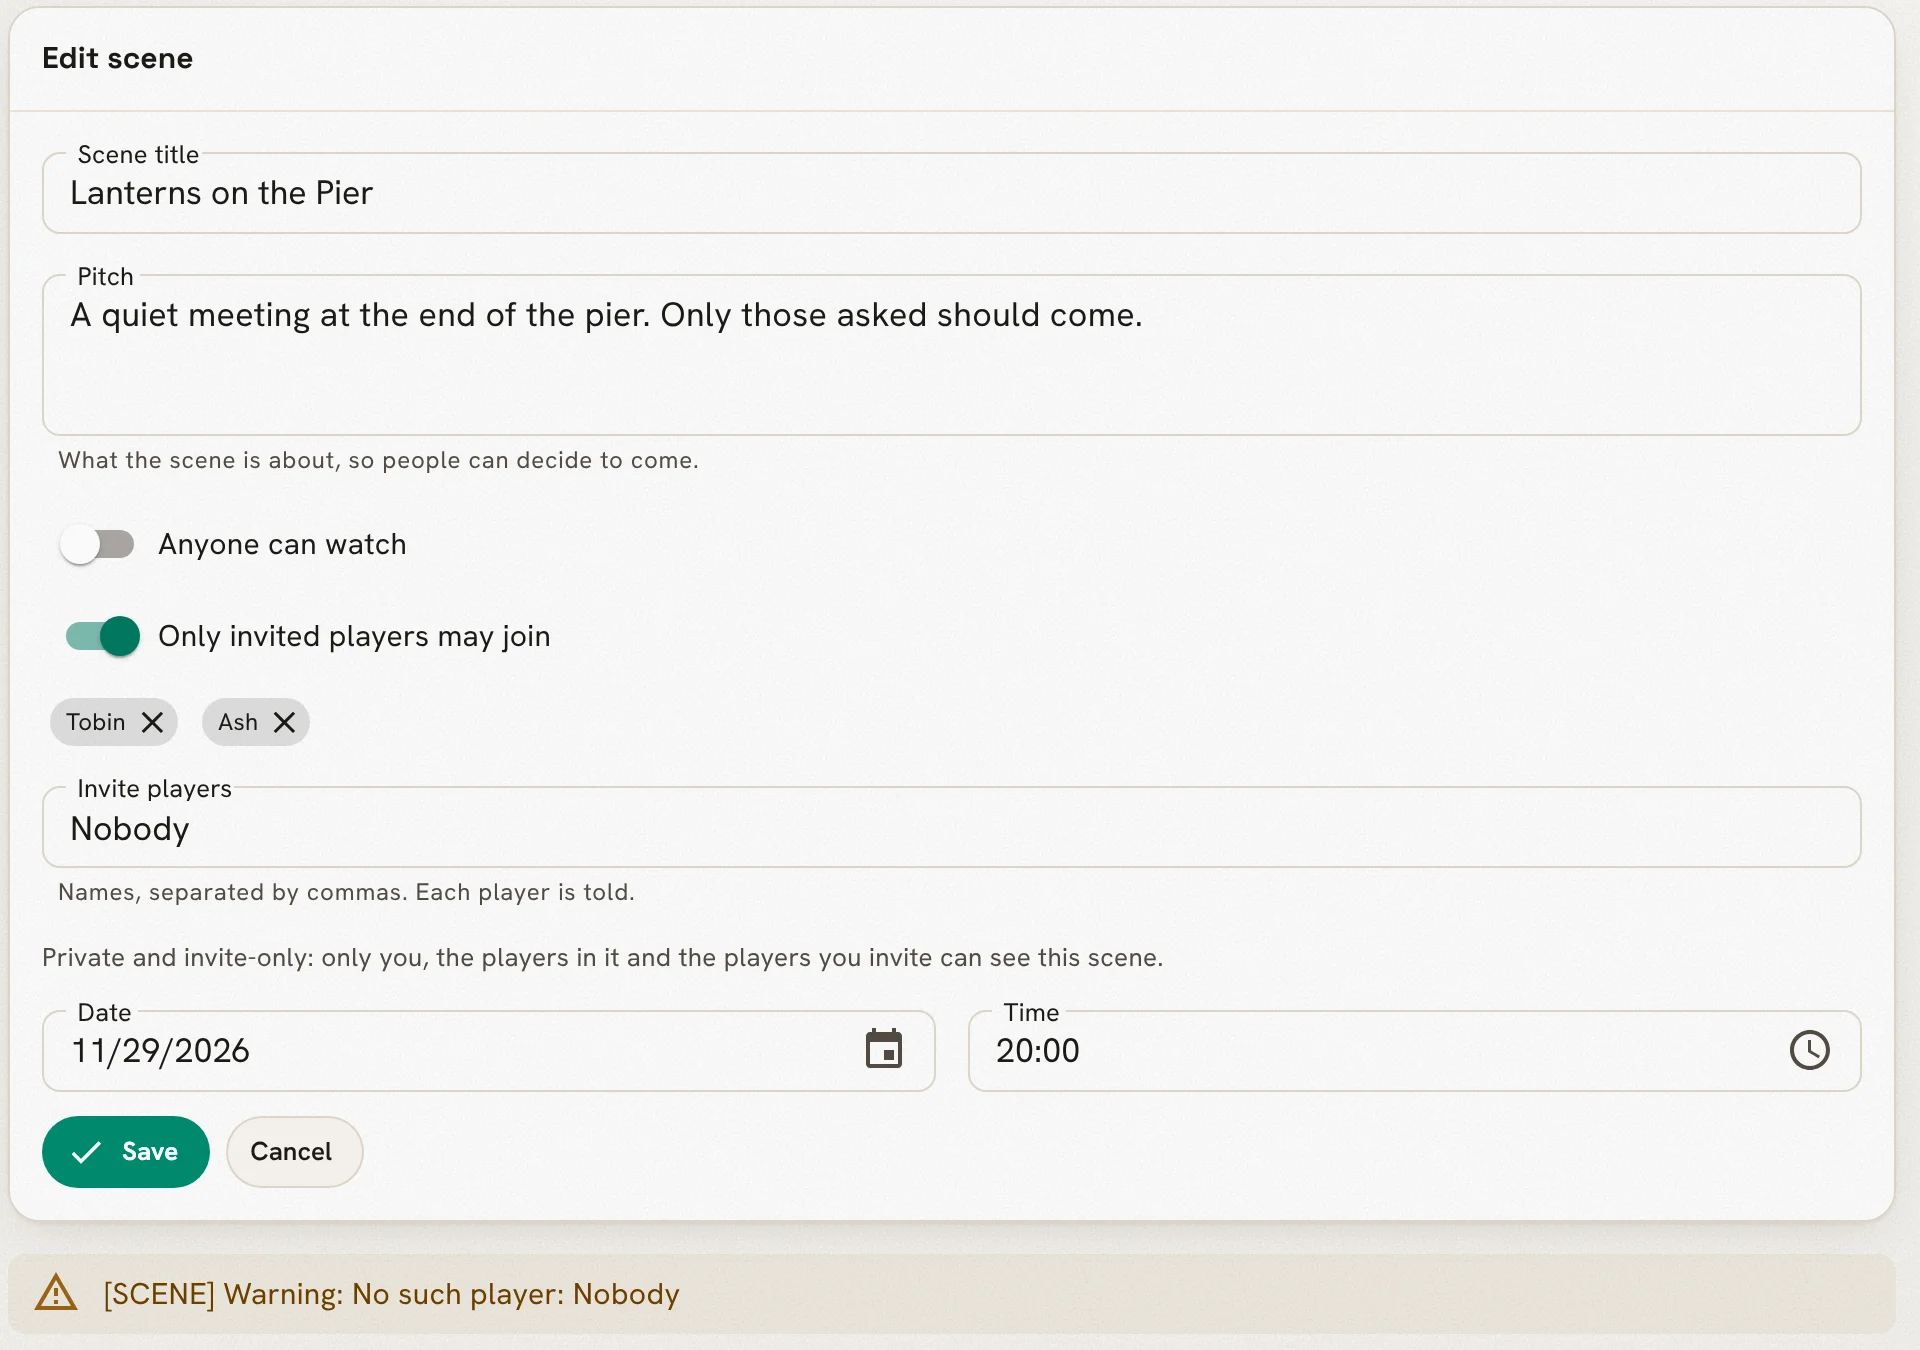 Edit scene
Scene title
Lanterns on the Pier
Pitch
A quiet meeting at the end of the pier. Only those asked should come.
What the scene is about, so people can decide to come.
Anyone can watch
Only invited players may join
Tobin
Ash
Invite players
Nobody
Names, separated by commas. Each player is told.
Private and invite-only: only you, the players in it and the players you invite can see this scene.
Date
11/29/2026
Time
20:00
Save
Cancel
[SCENE] Warning: No such player: Nobody